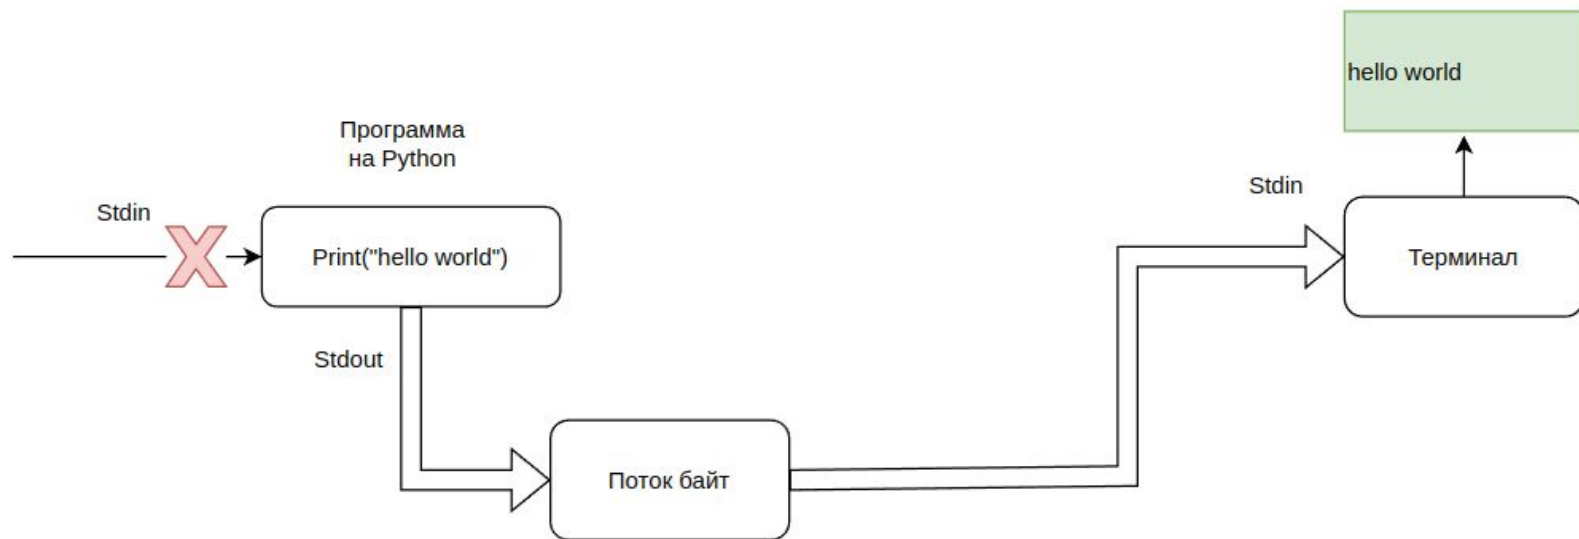 hello world
Программа
на Python
Stdin
Stdin
Print("hello world")
Терминал
Stdout
Поток байт